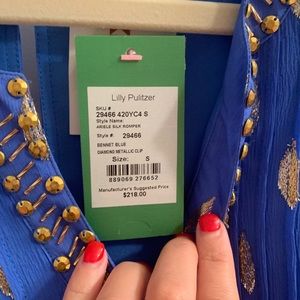 Lilly Pulitzer
SKU #
29466 420YC4 S
Style Name:
ARIELE SILK ROMPER
Style #: 29466
BENNET BLUE
DIAMOND METALLIC CLIP
Size: S
889069 276652
Manufacturer's Suggested Price
$218.00